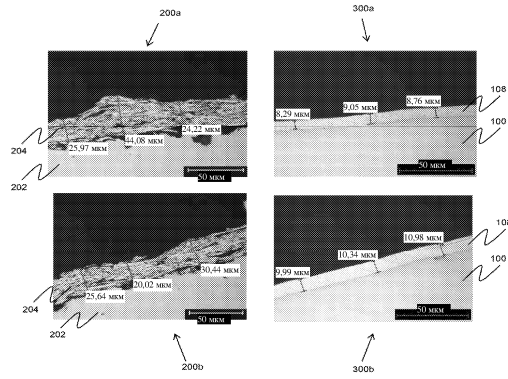 200a
300a
25,97 мкм
44,08 мкм
24,22 мкм
50 мкм
204
202
8,29 мкм
9,05 мкм
8,76 мкм
50 мкм
108
100
25,64 мкм
20,02 мкм
30,44 мкм
50 мкм
204
202
9,99 мкм
10,34 мкм
10,98 мкм
50 мкм
100
200b
300b